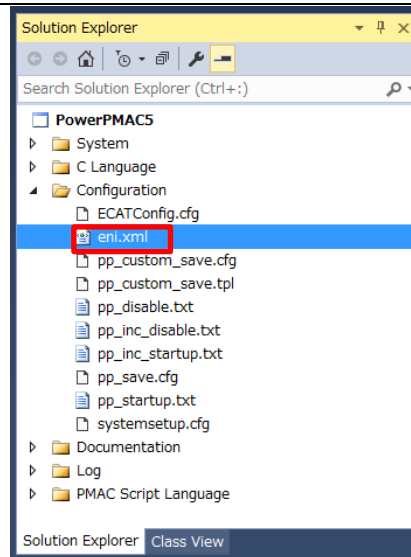 Solution Explorer
Search Solution Explorer (Ctrl+:)
PowerPMAC5
System
C Language
Configuration
ECATConfig.cfg
eni.xml
pp_custom_save.cfg
pp_custom_save.tpl
pp_disable.txt
pp_inc_disable.txt
pp_inc_startup.txt
pp_save.cfg
pp_startup.txt
systemsetup.cfg
Documentation
Log
PMAC Script Language
Solution Explorer Class View